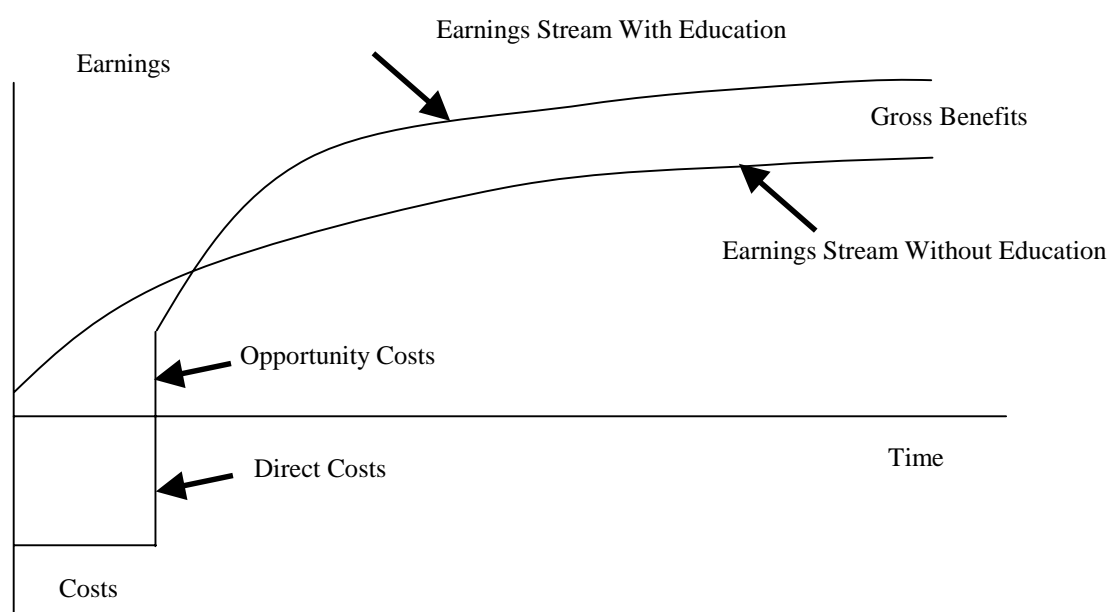 Earnings Stream With Education
Earnings
Gross Benefits
Earnings Stream Without Education
Opportunity Costs
Time
Direct Costs
Costs